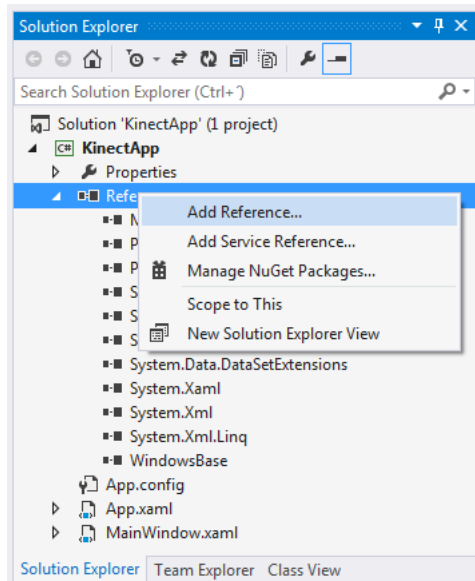 Solution Explorer
Search Solution Explorer (Ctrl+´)
Solution 'KinectApp' (1 project)
C# KinectApp
Properties
Refe
Add Reference...
N
Add Service Reference...
P
Manage NuGet Packages...
P
S
Scope to This
S
New Solution Explorer View
S
System.Data.DataSetExtensions
System.Xaml
System.Xml
System.Xml.Linq
WindowsBase
App.config
App.xaml
MainWindow.xaml
Solution Explorer Team Explorer Class View